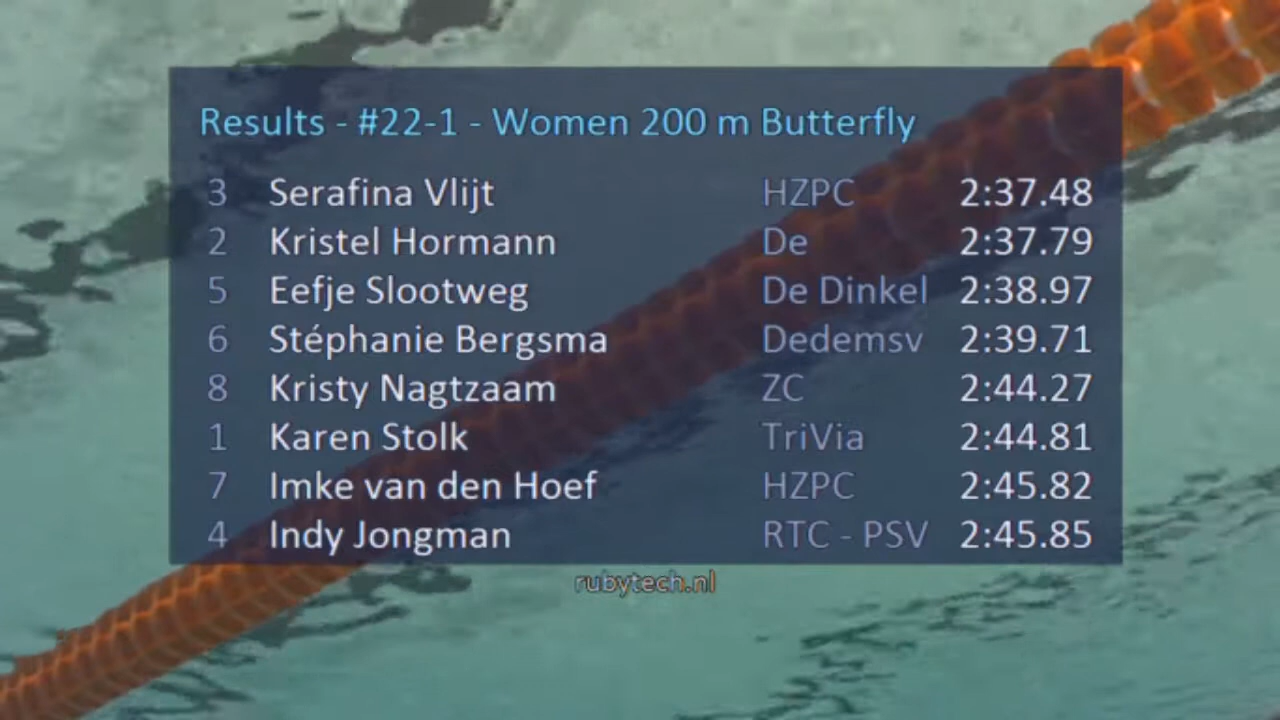 Results - #22-1 - Women 200 m Butterfly
3 Serafina Vlijt HZPC 2:37.48
2 Kristel Hormann De 2:37.79
5 Eefje Slootweg De Dinkel 2:38.97
6 Stéphanie Bergsma Dedemsv 2:39.71
8 Kristy Nagtzaam ZC 2:44.27
1 Karen Stolk TriVia 2:44.81
7 Imke van den Hoef HZPC 2:45.82
4 Indy Jongman RTC - PSV 2:45.85
rubytech.nl